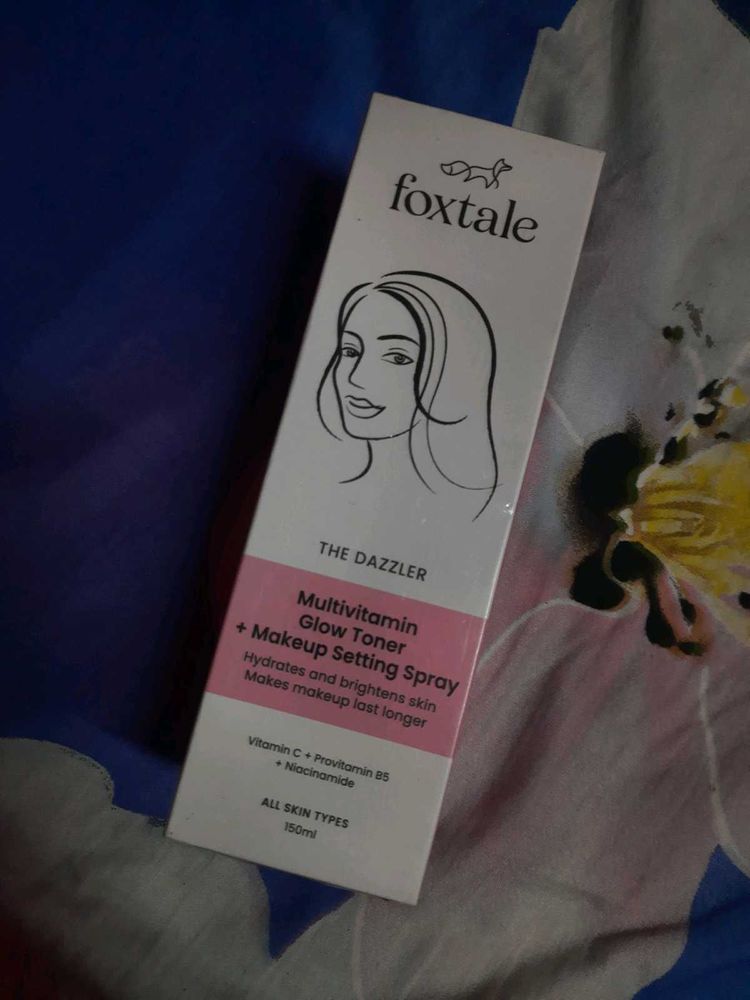 foxtale
THE DAZZLER
Multivitamin
Glow Toner
+ Makeup Setting Spray
Hydrates and brightens skin
Makes makeup last longer
Vitamin C + Provitamin B5
+ Niacinamide
ALL SKIN TYPES
150ml